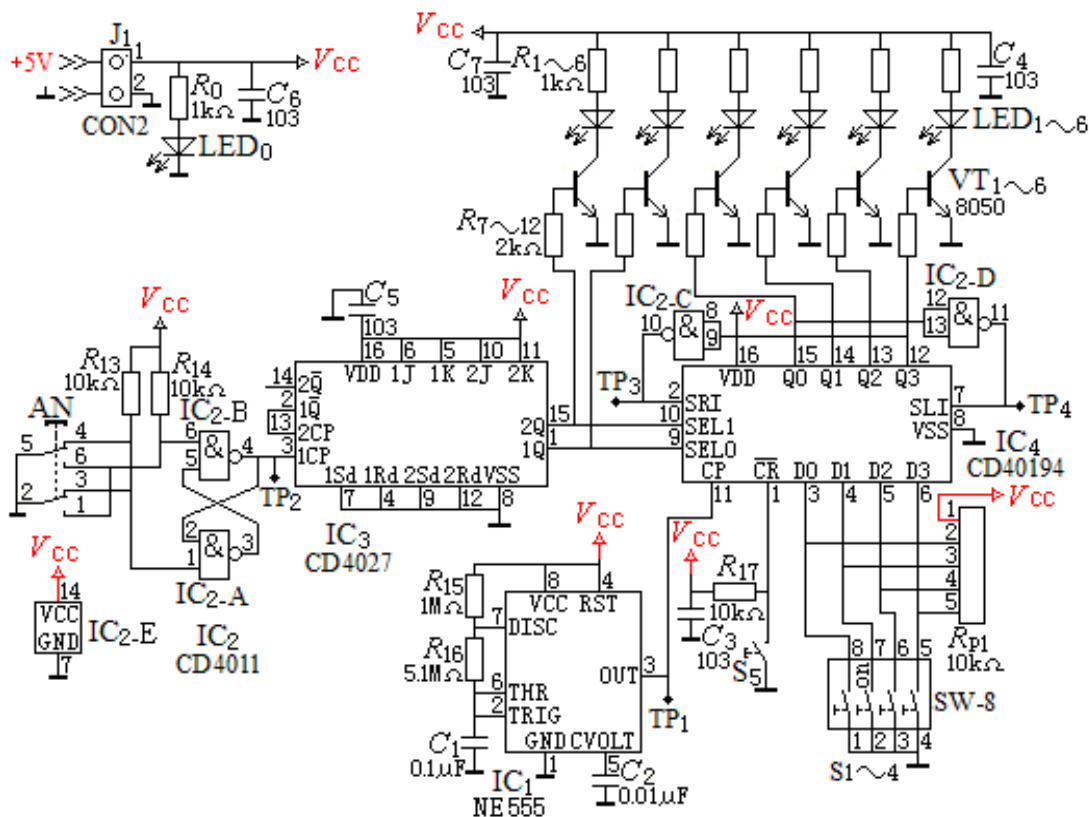 J1
+5V
1
2
CON2
VCC
R0
1kΩ
LED0
C6
103
VCC
C7
103
R1～6
1kΩ
C4
103
LED1～6
VT1～6
8050
R7～12
2kΩ
IC2-C
10
&
8
9
IC2-D
12
13
&
11
VCC
VCC
R13
10kΩ
R14
10kΩ
AN
5
4
6
3
2
1
IC2-B
6
5
&
4
TP2
2
1
&
3
IC2-A
IC2
CD4011
VCC
14
VCC
GND
7
IC2-E
C5
103
VCC
16 6 5 10 11
VDD 1J 1K 2J 2K
14 2Q
2 1Q
13 2CP
3 1CP
2Q 15
1Q 1
1Sd 1Rd 2Sd 2Rd VSS
7 4 9 12 8
IC3
CD4027
16 15 14 13 12
VDD Q0 Q1 Q2 Q3
TP3
2 SRI
10 SEL1
9 SEL0
SLI 7
VSS 8
TP4
CP CR D0 D1 D2 D3
11 1 3 4 5 6
IC4
CD40194
VCC
1
2
3
4
5
RP1
10kΩ
VCC
R17
10kΩ
C3
103
S5
8 7 6 5
on
SW-8
1 2 3 4
S1～4
VCC
R15
1MΩ
R16
5.1MΩ
8 4
VCC RST
7 DISC
6 THR
2 TRIG
OUT 3
TP1
GND CVOLT
1 5
C1
0.1μF
C2
0.01μF
IC1
NE555